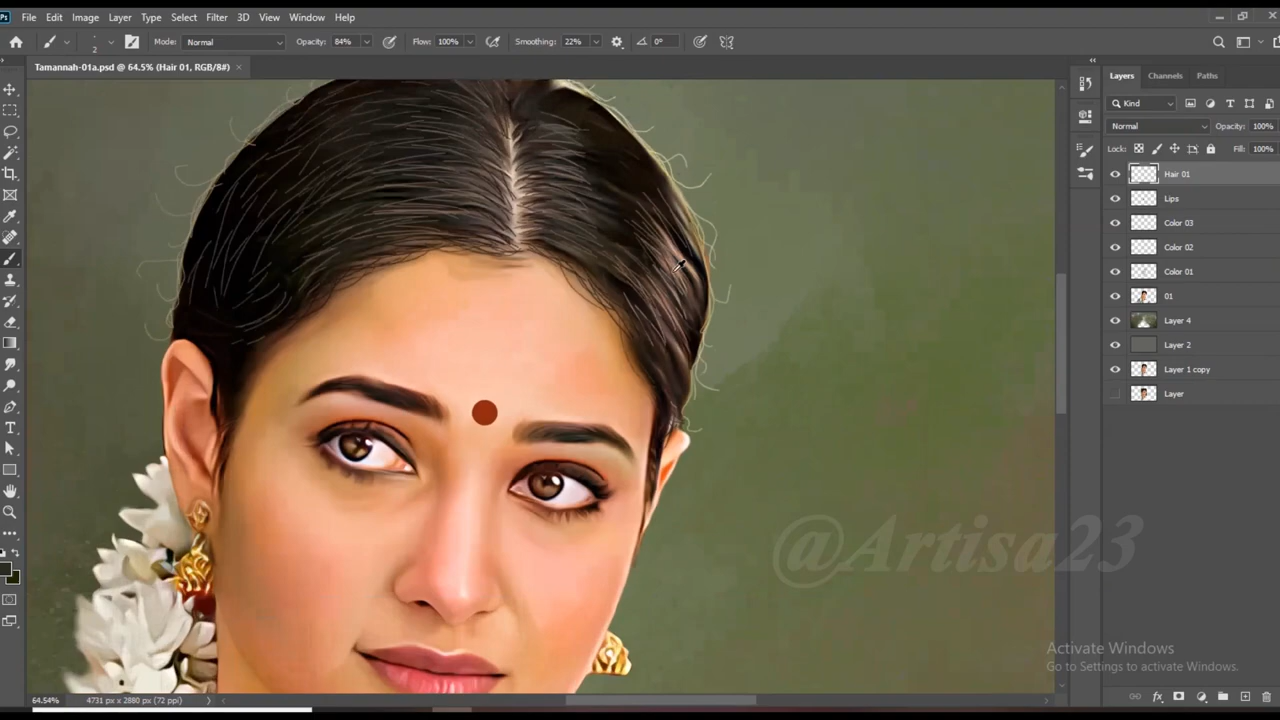 Ps File Edit Image Layer Type Select Filter 3D View Window Help
2 Mode: Normal Opacity: 84% Flow: 100% Smoothing: 22% 0°
Tamannah-01a.psd @ 64.5% (Hair 01, RGB/8#) ×
Layers Channels Paths
Kind
Normal Opacity: 100%
Lock: Fill: 100%
Hair 01
Lips
Color 03
Color 02
Color 01
01
Layer 4
Layer 2
Layer 1 copy
Layer
@Artisa23
Activate Windows
Go to Settings to activate Windows.
64.54% 4731 px x 2880 px (72 ppi)